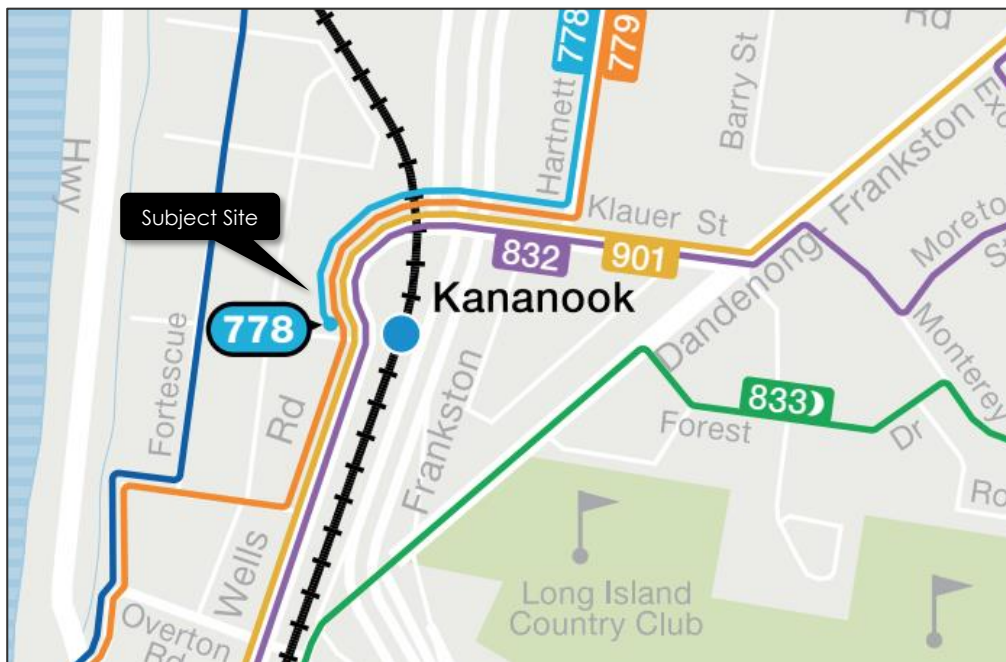 778
779
Rd
Hartnett
Barry St
Exc
Hwy
Subject Site
Klauer St
832
901
Dandenong-Frankston
Moreto
S
Kananook
778
Fortescue
Rd
Frankston
Monterey
833
Forest
Dr
Ro
Wells
Long Island
Country Club
Overton
Rd